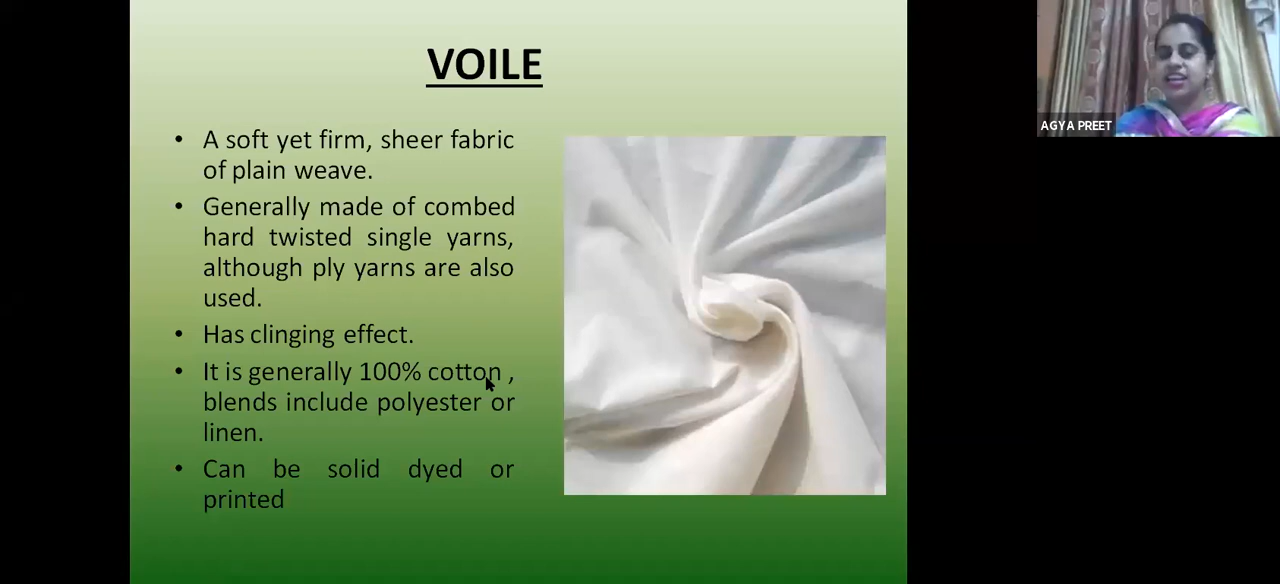 VOILE
• A soft yet firm, sheer fabric
of plain weave.
• Generally made of combed
hard twisted single yarns,
although ply yarns are also
used.
• Has clinging effect.
• It is generally 100% cotton ,
blends include polyester or
linen.
• Can be solid dyed or
printed
AGYA PREET